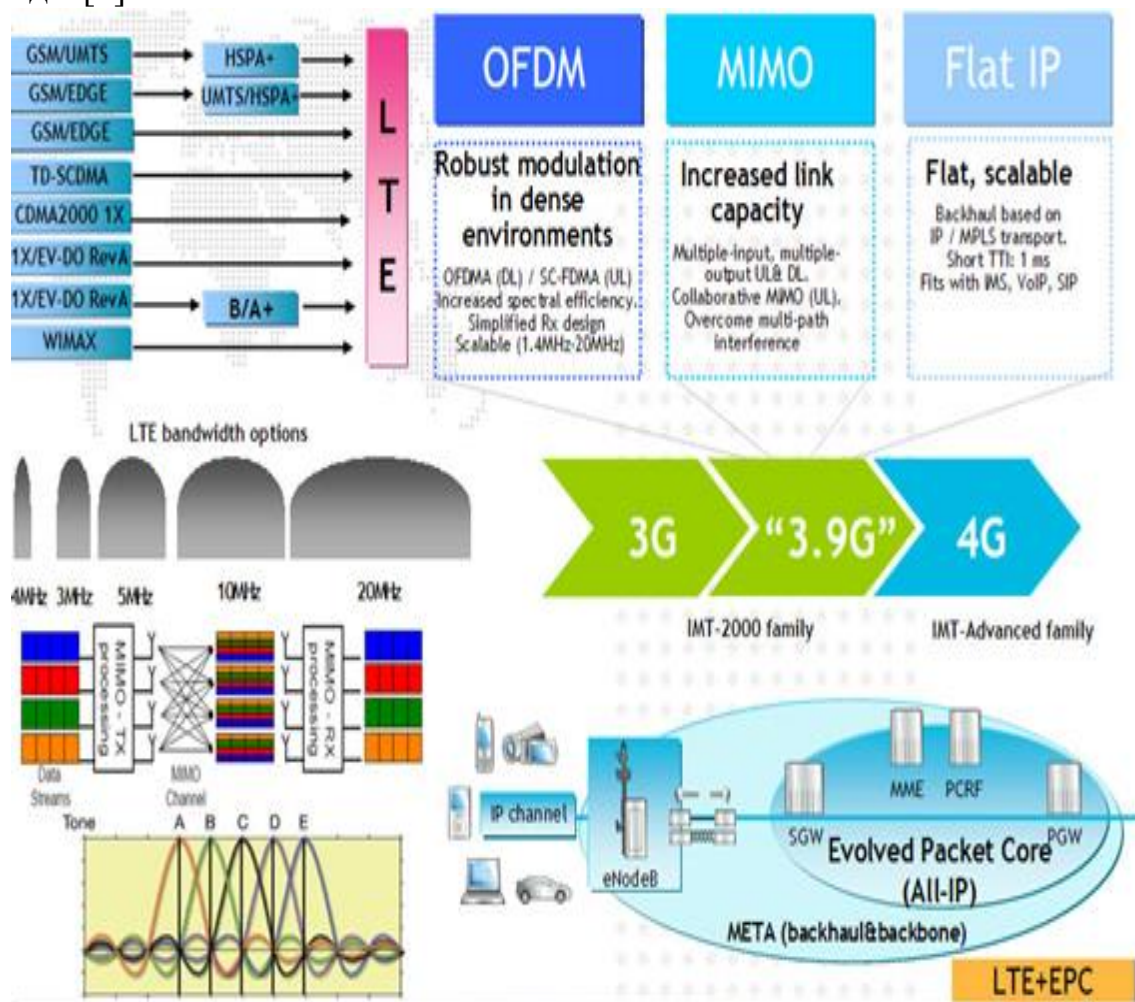 GSM/UMTS
HSPA+
GSM/EDGE
UMTS/HSPA+
GSM/EDGE
TD-SCDMA
CDMA2000 1X
1X/EV-DO RevA
1X/EV-DO RevA
B/A+
WIMAX
L
T
E
OFDM
Robust modulation
in dense
environments
OFDMA (DL) / SC-FDMA (UL)
Increased spectral efficiency.
Simplified Rx design
Scalable (1.4MHz-20MHz)
MIMO
Increased link
capacity
Multiple-input, multiple-
output UL& DL.
Collaborative MIMO (UL).
Overcome multi-path
interference
Flat IP
Flat, scalable
Backhaul based on
IP / MPLS transport.
Short TTI: 1 ms
Fits with IMS, VoIP, SIP
LTE bandwidth options
4MHz 3MHz 5MHz 10MHz 20MHz
3G
“3.9G”
4G
IMT-2000 family
IMT-Advanced family
MIMO - TX
processing
MIMO - RX
processing
Data
Streams
MIMO
Channel
Tone A B C D E
IP channel
eNodeB
MME
PCRF
SGW
PGW
Evolved Packet Core
(All-IP)
META (backhaul&backbone)
LTE+EPC